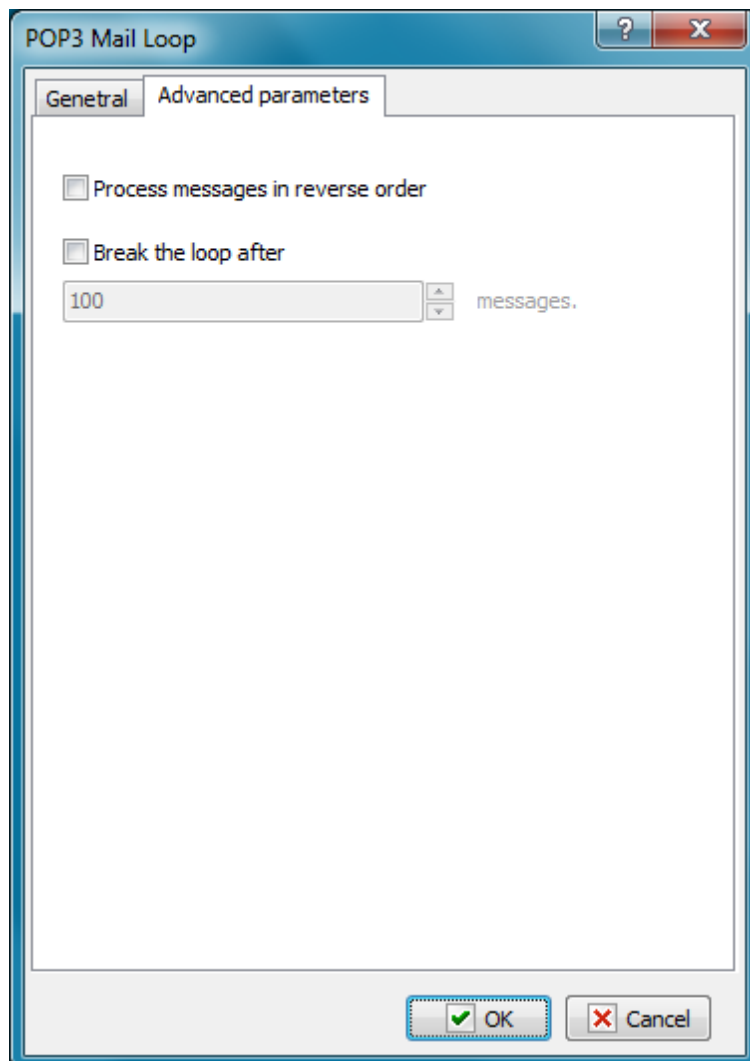 POP3 Mail Loop
Genetral Advanced parameters
Process messages in reverse order
Break the loop after
100 messages.
OK Cancel